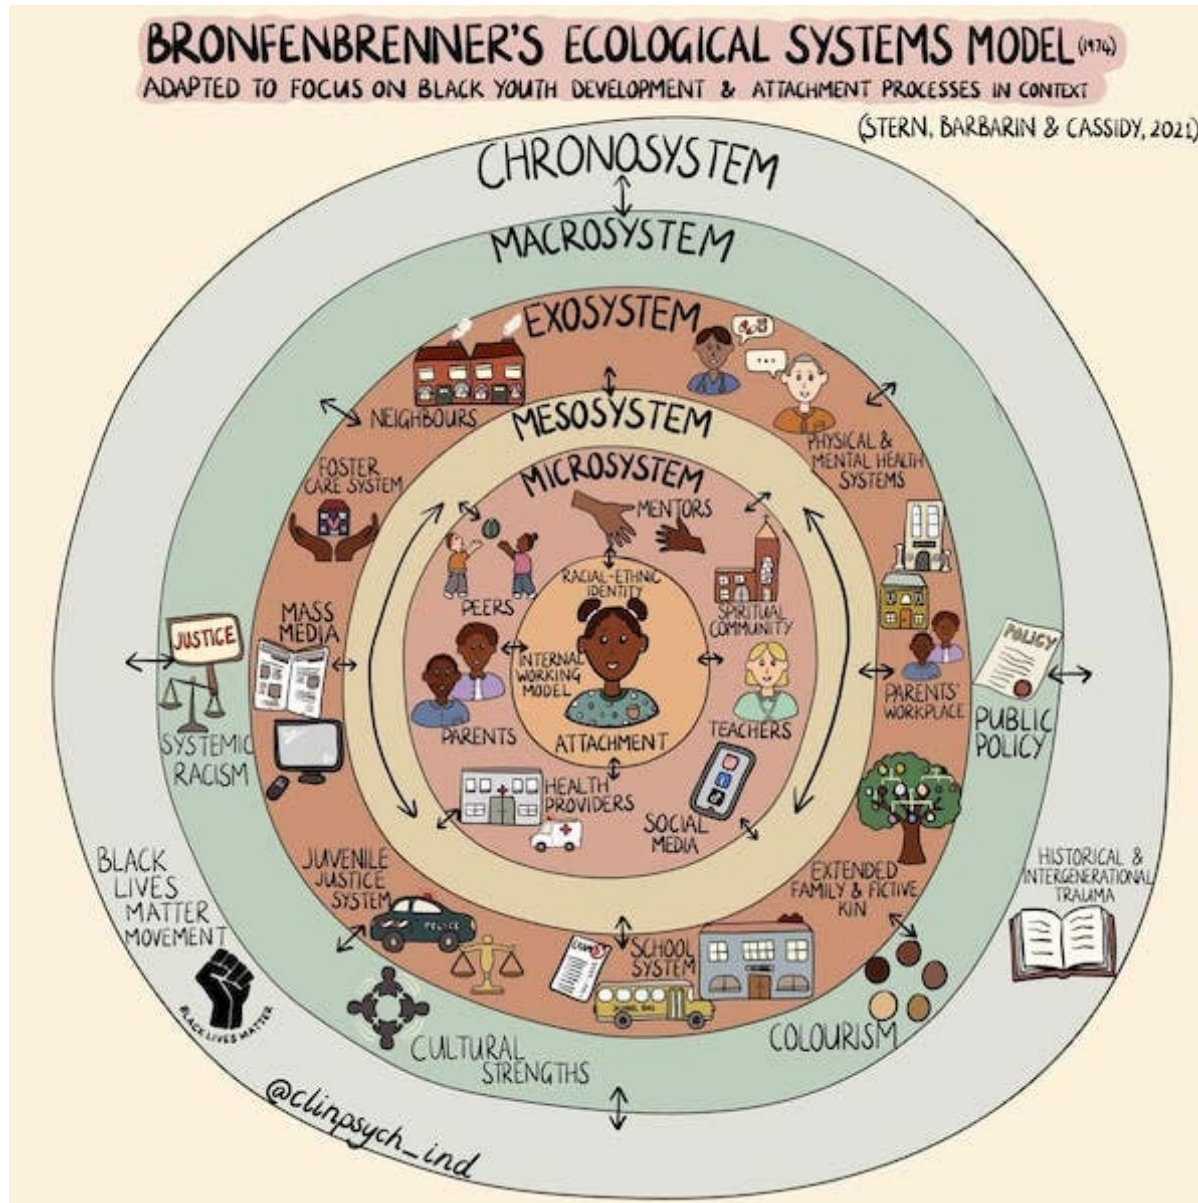 BRONFENBRENNER'S ECOLOGICAL SYSTEMS MODEL (1974)
ADAPTED TO FOCUS ON BLACK YOUTH DEVELOPMENT & ATTACHMENT PROCESSES IN CONTEXT
(STERN, BARBARIN & CASSIDY, 2021)
CHRONOSYSTEM
MACROSYSTEM
EXOSYSTEM
NEIGHBOURS
PHYSICAL &
MENTAL HEALTH
SYSTEMS
MESOSYSTEM
FOSTER
CARE SYSTEM
MICROSYSTEM
MENTORS
PEERS
RACIAL-ETHNIC
IDENTITY
SPIRITUAL
COMMUNITY
INTERNAL
WORKING
MODEL
ATTACHMENT
PARENTS
TEACHERS
HEALTH
PROVIDERS
SOCIAL
MEDIA
MASS
MEDIA
JUSTICE
SYSTEMIC
RACISM
PARENTS'
WORKPLACE
POLICY
PUBLIC
POLICY
JUVENILE
JUSTICE
SYSTEM
POLICE
EXTENDED
FAMILY & FICTIVE
KIN
EXAM
SCHOOL
SYSTEM
SCHOOL BUS
BLACK
LIVES
MATTER
MOVEMENT
BLACK LIVES MATTER
HISTORICAL &
INTERGENERATIONAL
TRAUMA
CULTURAL
STRENGTHS
COLOURISM
@clinpsych_ind